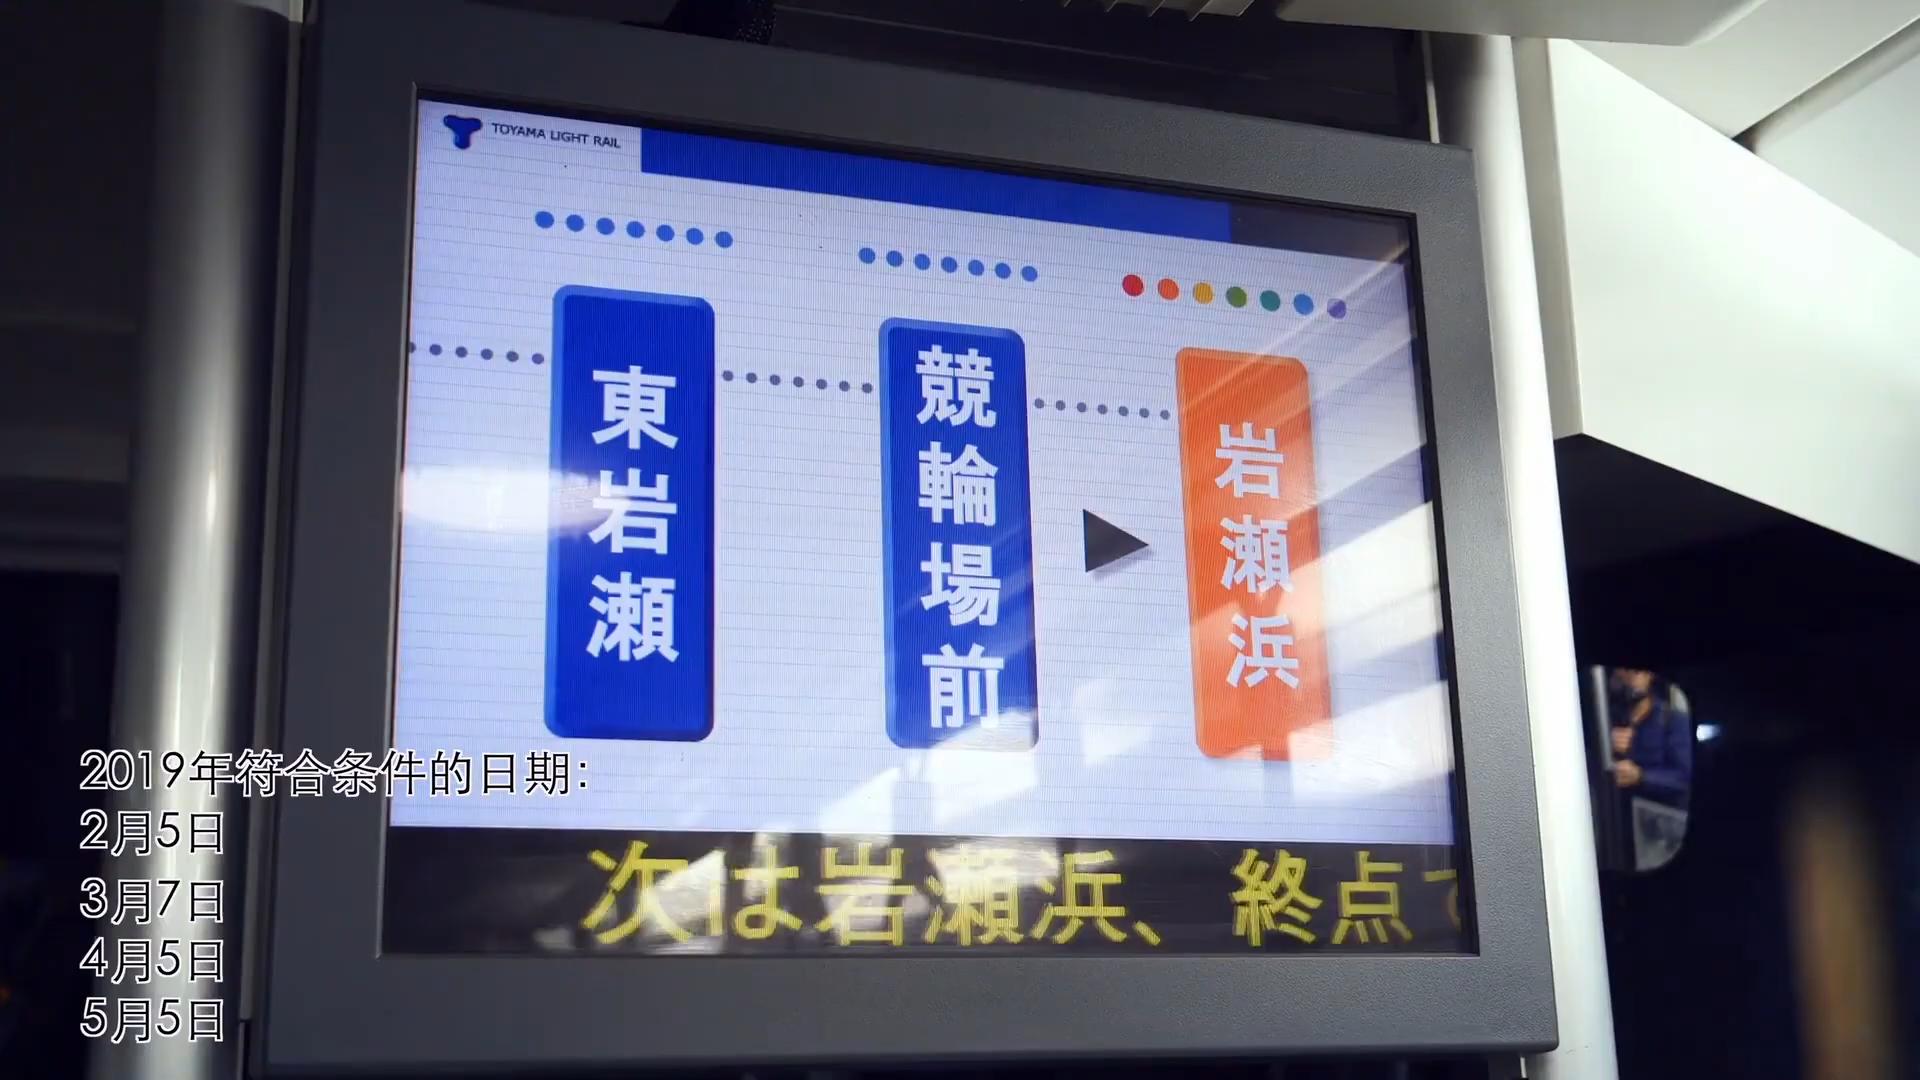 TOYAMA LIGHT RAIL
東岩瀬
競輪場前
岩瀬浜
次は岩瀬浜、終点
2019年符合条件的日期:
2月5日
3月7日
4月5日
5月5日